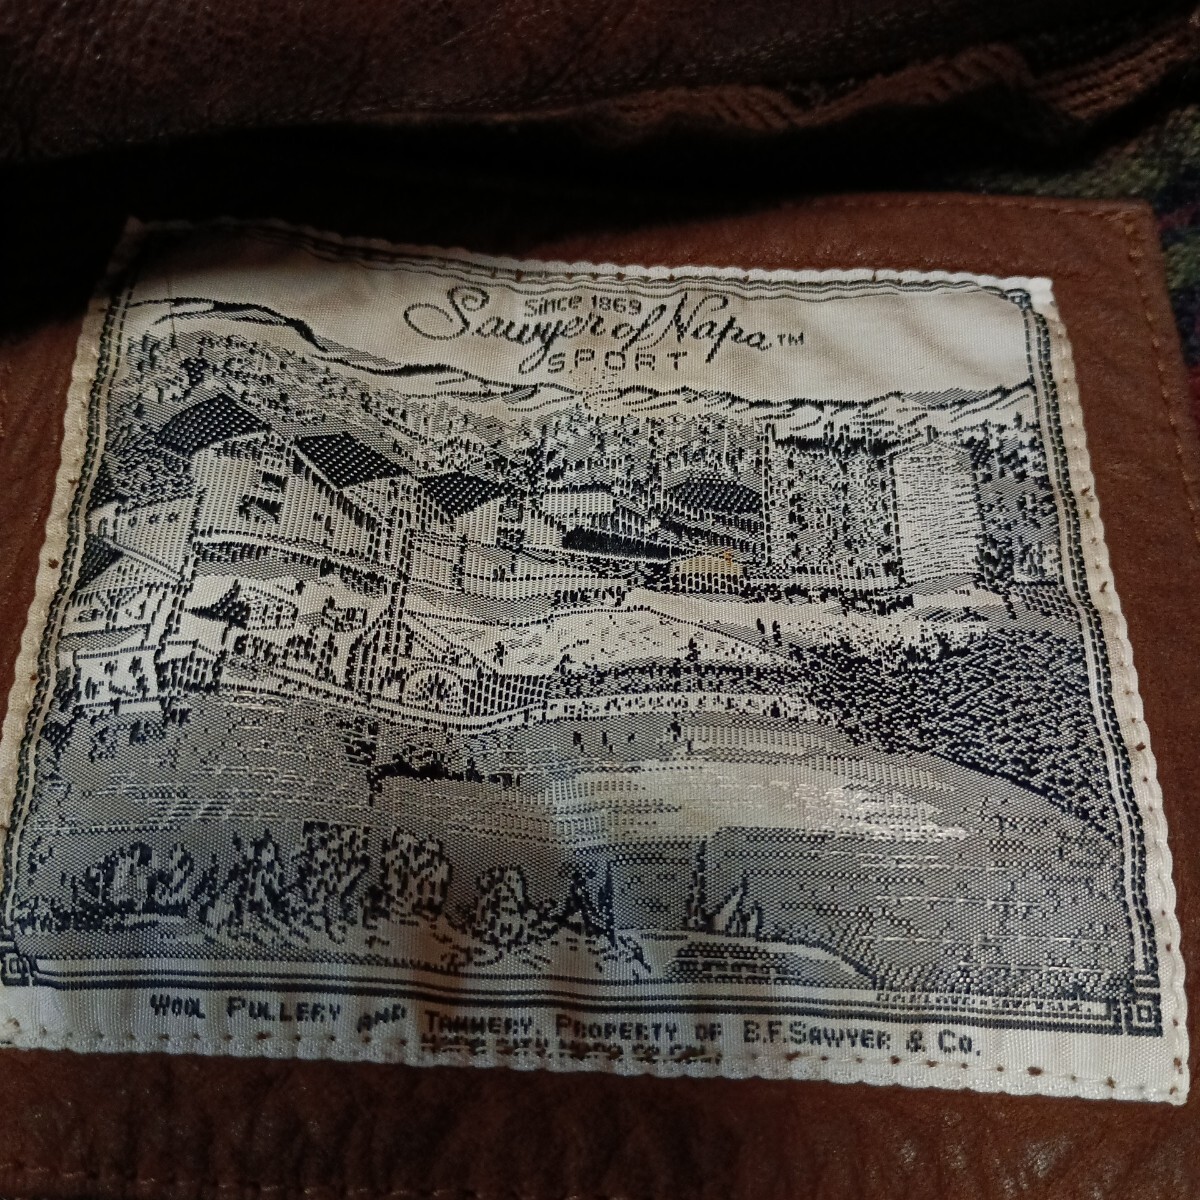 Since 1869
Sawyer of Napa™
SPORT
WOOL PULLERY AND TANNERY. PROPERTY OF B.F. SAWYER & CO.